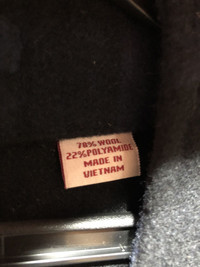 78% WOOL
22% POLYAMIDE
MADE IN
VIETNAM